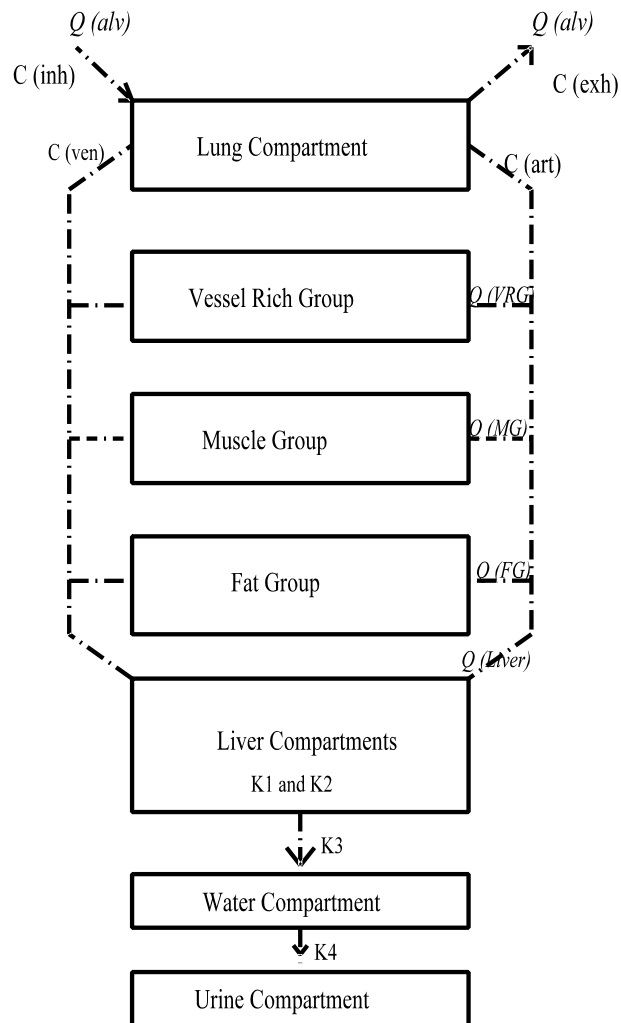 Q (alv)
Q (alv)
C (inh)
C (exh)
C (ven)
Lung Compartment
C (art)
Vessel Rich Group
Q (VRG)
Muscle Group
Q (MG)
Fat Group
Q (FG)
Q (Liver)
Liver Compartments
K1 and K2
K3
Water Compartment
K4
Urine Compartment